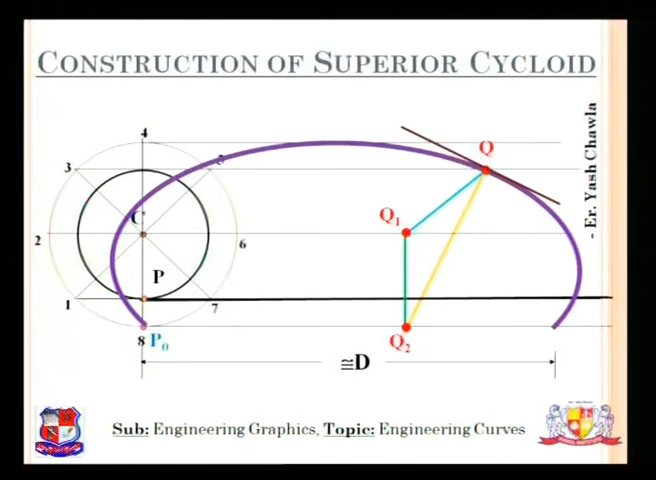 CONSTRUCTION OF SUPERIOR CYCLOID
- Er. Yash Chawla
4
3
5
Q
C
Q1
2
6
P
1
7
8 P0
Q2
≅D
Sub: Engineering Graphics, Topic: Engineering Curves